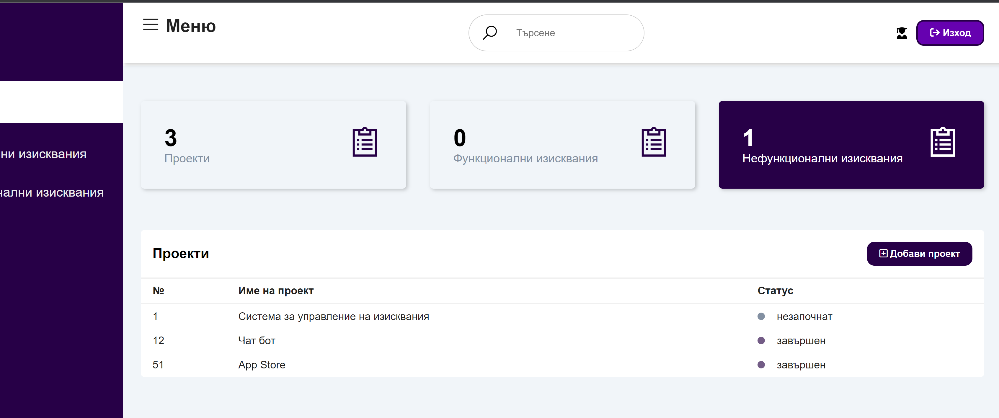 Меню
Търсене
Изход
ни изисквания
нални изисквания
3
Проекти
0
Функционални изисквания
1
Нефункционални изисквания
Проекти
Добави проект
№ Име на проект Статус
1 Система за управление на изисквания незапочнат
12 Чат бот завършен
51 App Store завършен